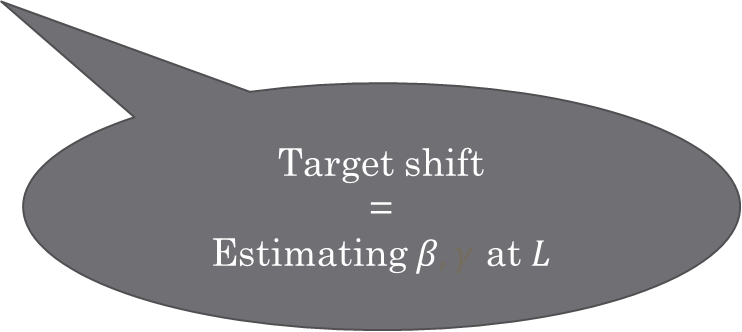 Target shift
=
Estimating β, γ at L